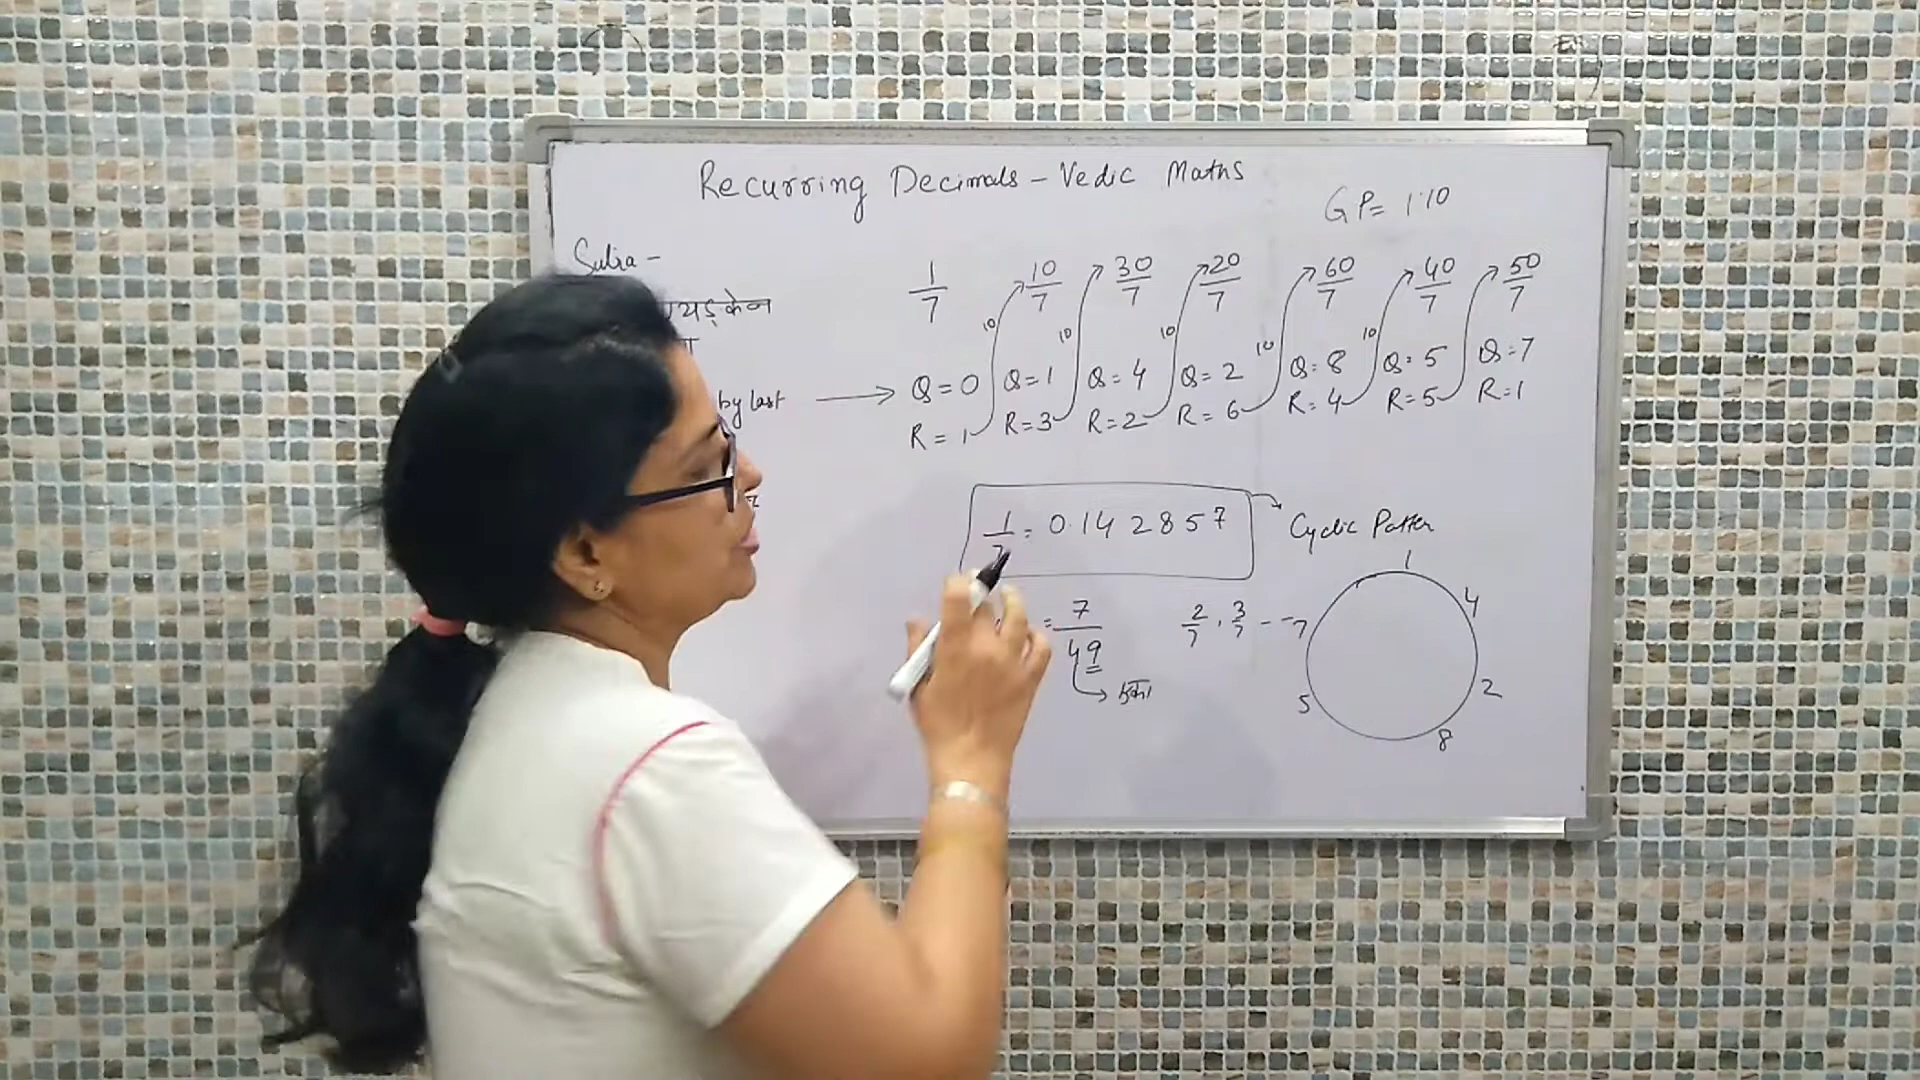 Recurring Decimals - Vedic Maths
GP = 1:10
Sutra -
1/7 10/7 30/7 20/7 60/7 40/7 50/7
10 10 10 10 10
by last → Q = 0 Q = 1 Q = 4 Q = 2 Q = 8 Q = 5 Q = 7
R = 1 R = 3 R = 2 R = 6 R = 4 R = 5 R = 1
1/7 = 0.142857 → Cyclic Patter
= 7/49 2/7, 3/7 - -
1
4
2
8
5
7